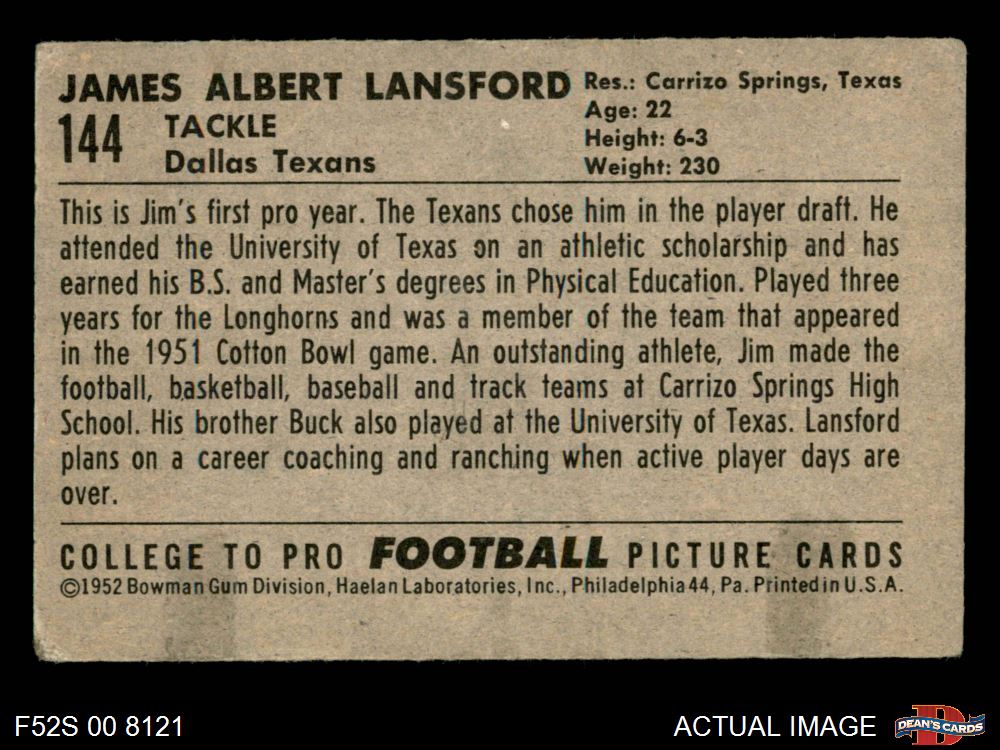 JAMES ALBERT LANSFORD
144 TACKLE
Dallas Texans
Res.: Carrizo Springs, Texas
Age: 22
Height: 6-3
Weight: 230
This is Jim's first pro year. The Texans chose him in the player draft. He
attended the University of Texas on an athletic scholarship and has
earned his B.S. and Master's degrees in Physical Education. Played three
years for the Longhorns and was a member of the team that appeared
in the 1951 Cotton Bowl game. An outstanding athlete, Jim made the
football, basketball, baseball and track teams at Carrizo Springs High
School. His brother Buck also played at the University of Texas. Lansford
plans on a career coaching and ranching when active player days are
over.
COLLEGE TO PRO FOOTBALL PICTURE CARDS
©1952 Bowman Gum Division, Haelan Laboratories, Inc., Philadelphia 44, Pa. Printed in U.S.A.
F52S 00 8121
ACTUAL IMAGE
DEAN'S CARDS